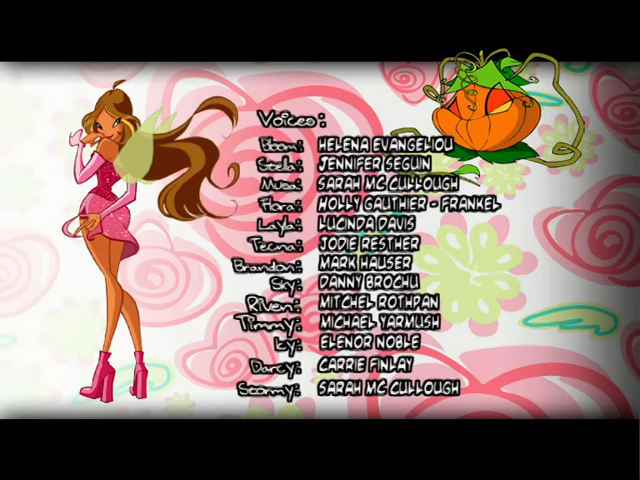 Voices:
Bloom: HELENA EVANGELIOU
Stella: JENNIFER SEGUIN
Musa: SARAH MC CULLOUGH
Flora: HOLLY GAUTHIER - FRANKEL
Layla: LUCINDA DAVIS
Tecna: JODIE RESTHER
Brandon: MARK HAUSER
Sky: DANNY BROCHU
Riven: MITCHEL ROTHPAN
Timmy: MICHAEL YARMUSH
Icy: ELENOR NOBLE
Darcy: CARRIE FINLAY
Stormy: SARAH MC CULLOUGH